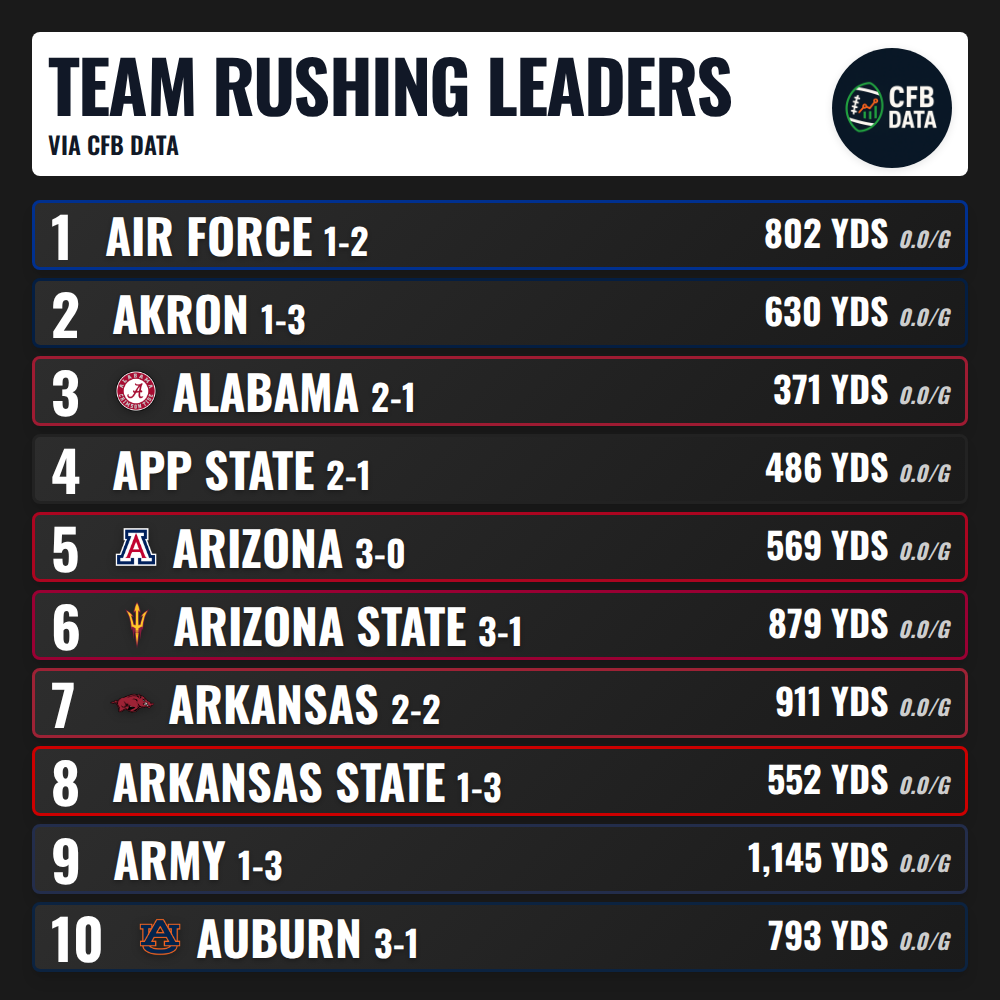 TEAM RUSHING LEADERS
VIA CFB DATA
CFB
DATA
1 AIR FORCE 1-2 802 YDS 0.0/G
2 AKRON 1-3 630 YDS 0.0/G
3 ALABAMA 2-1 371 YDS 0.0/G
4 APP STATE 2-1 486 YDS 0.0/G
5 A ARIZONA 3-0 569 YDS 0.0/G
6 ARIZONA STATE 3-1 879 YDS 0.0/G
7 ARKANSAS 2-2 911 YDS 0.0/G
8 ARKANSAS STATE 1-3 552 YDS 0.0/G
9 ARMY 1-3 1,145 YDS 0.0/G
10 AU AUBURN 3-1 793 YDS 0.0/G